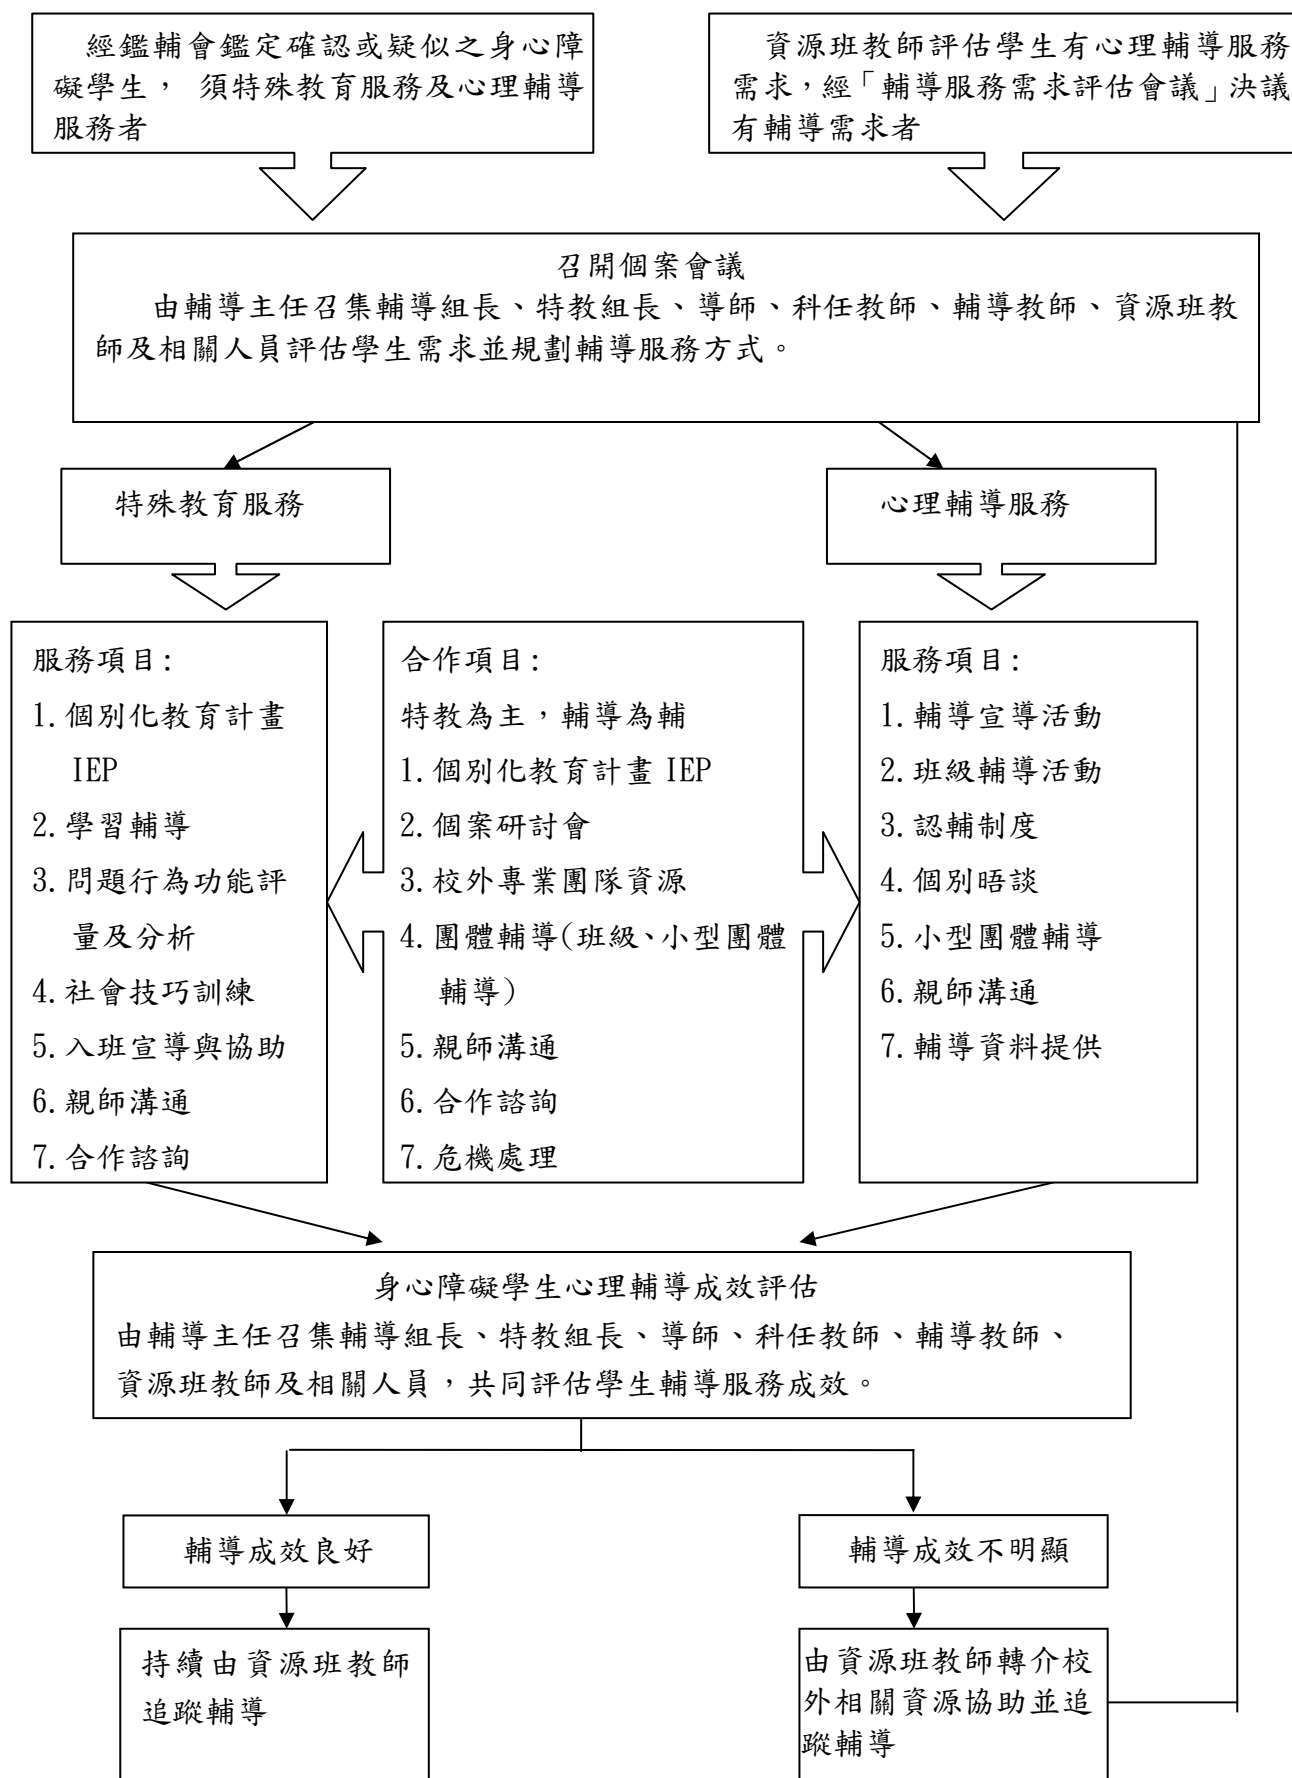 經鑑輔會鑑定確認或疑似之身心障
礙學生， 須特殊教育服務及心理輔導
服務者
資源班教師評估學生有心理輔導服務
需求，經「輔導服務需求評估會議」決議
有輔導需求者
召開個案會議
由輔導主任召集輔導組長、特教組長、導師、科任教師、輔導教師、資源班教
師及相關人員評估學生需求並規劃輔導服務方式。
特殊教育服務
心理輔導服務
服務項目:
1.個別化教育計畫
IEP
2.學習輔導
3.問題行為功能評
量及分析
4.社會技巧訓練
5.入班宣導與協助
6.親師溝通
7.合作諮詢
合作項目:
特教為主，輔導為輔
1.個別化教育計畫 IEP
2.個案研討會
3.校外專業團隊資源
4.團體輔導(班級、小型團體
輔導)
5.親師溝通
6.合作諮詢
7.危機處理
服務項目:
1.輔導宣導活動
2.班級輔導活動
3.認輔制度
4.個別晤談
5.小型團體輔導
6.親師溝通
7.輔導資料提供
身心障礙學生心理輔導成效評估
由輔導主任召集輔導組長、特教組長、導師、科任教師、輔導教師、
資源班教師及相關人員，共同評估學生輔導服務成效。
輔導成效良好
輔導成效不明顯
持續由資源班教師
追蹤輔導
由資源班教師轉介校
外相關資源協助並追
蹤輔導